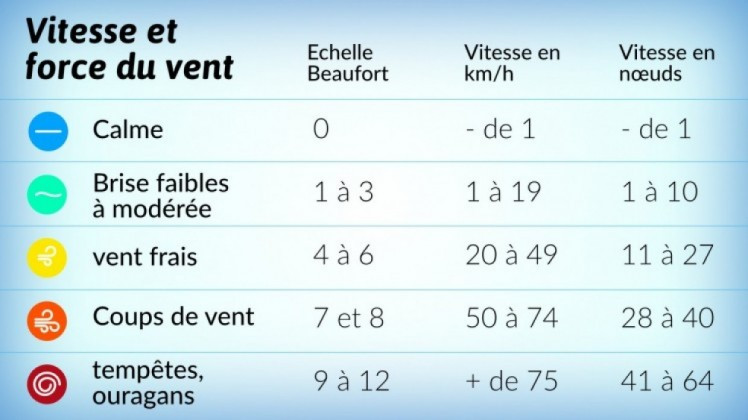 Vitesse et
force du vent
Echelle
Beaufort
Vitesse en
km/h
Vitesse en
nœuds
Calme 0 - de 1 - de 1
Brise faibles
à modérée
1 à 3 1 à 19 1 à 10
vent frais 4 à 6 20 à 49 11 à 27
Coups de vent 7 et 8 50 à 74 28 à 40
tempêtes,
ouragans
9 à 12 + de 75 41 à 64